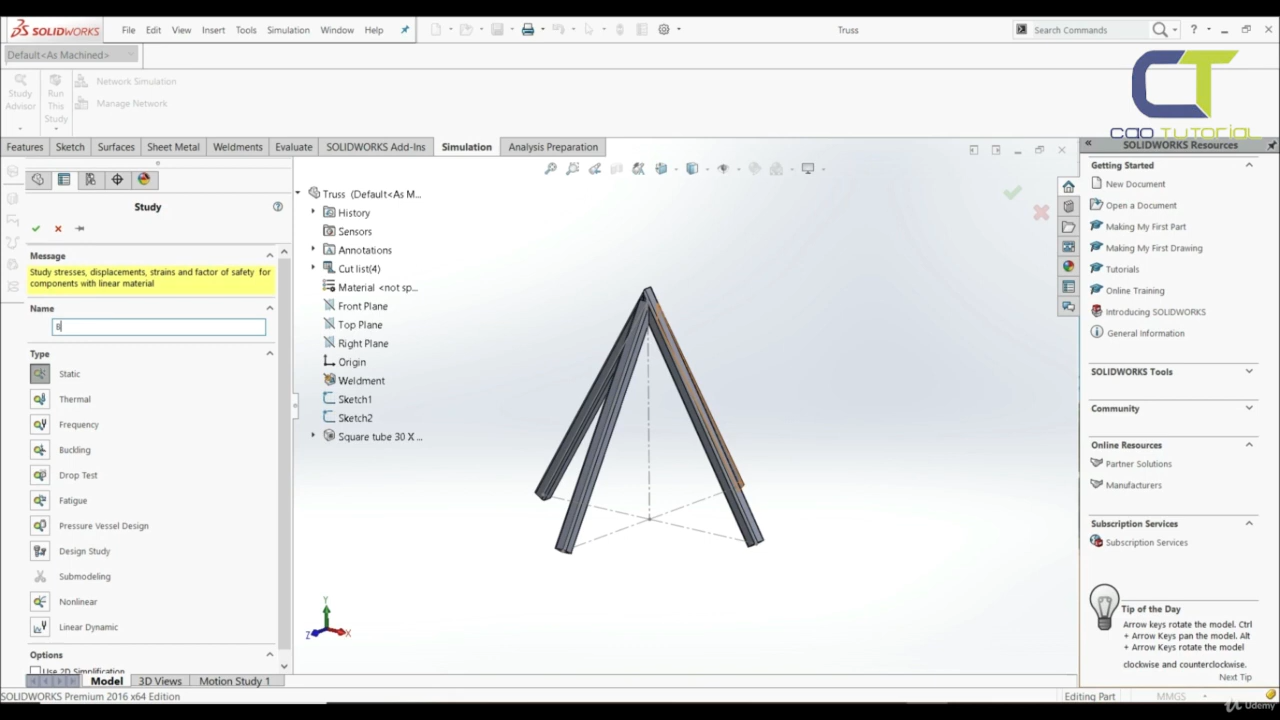 SOLIDWORKS File Edit View Insert Tools Simulation Window Help Truss Search Commands ?
Default<As Machined>
Study Advisor
Run This Study
Network Simulation
Manage Network
CT
CAO TUTORIAL
Features Sketch Surfaces Sheet Metal Weldments Evaluate SOLIDWORKS Add-Ins Simulation Analysis Preparation
Study
Message
Study stresses, displacements, strains and factor of safety for
components with linear material
Name
B
Type
Static
Thermal
Frequency
Buckling
Drop Test
Fatigue
Pressure Vessel Design
Design Study
Submodeling
Nonlinear
Linear Dynamic
Options
Use 2D Simplification
Truss (Default<As M...
History
Sensors
Annotations
Cut list(4)
Material <not sp...
Front Plane
Top Plane
Right Plane
Origin
Weldment
Sketch1
Sketch2
Square tube 30 X ...
Y
Z
X
SOLIDWORKS Resources
Getting Started
New Document
Open a Document
Making My First Part
Making My First Drawing
Tutorials
Online Training
Introducing SOLIDWORKS
General Information
SOLIDWORKS Tools
Community
Online Resources
Partner Solutions
Manufacturers
Subscription Services
Subscription Services
Tip of the Day
Arrow keys rotate the model. Ctrl
+ Arrow Keys pan the model. Alt
+ Arrow Keys rotate the model
clockwise and counterclockwise.
Next Tip
Model 3D Views Motion Study 1
SOLIDWORKS Premium 2016 x64 Edition
Editing Part MMGS
Udemy